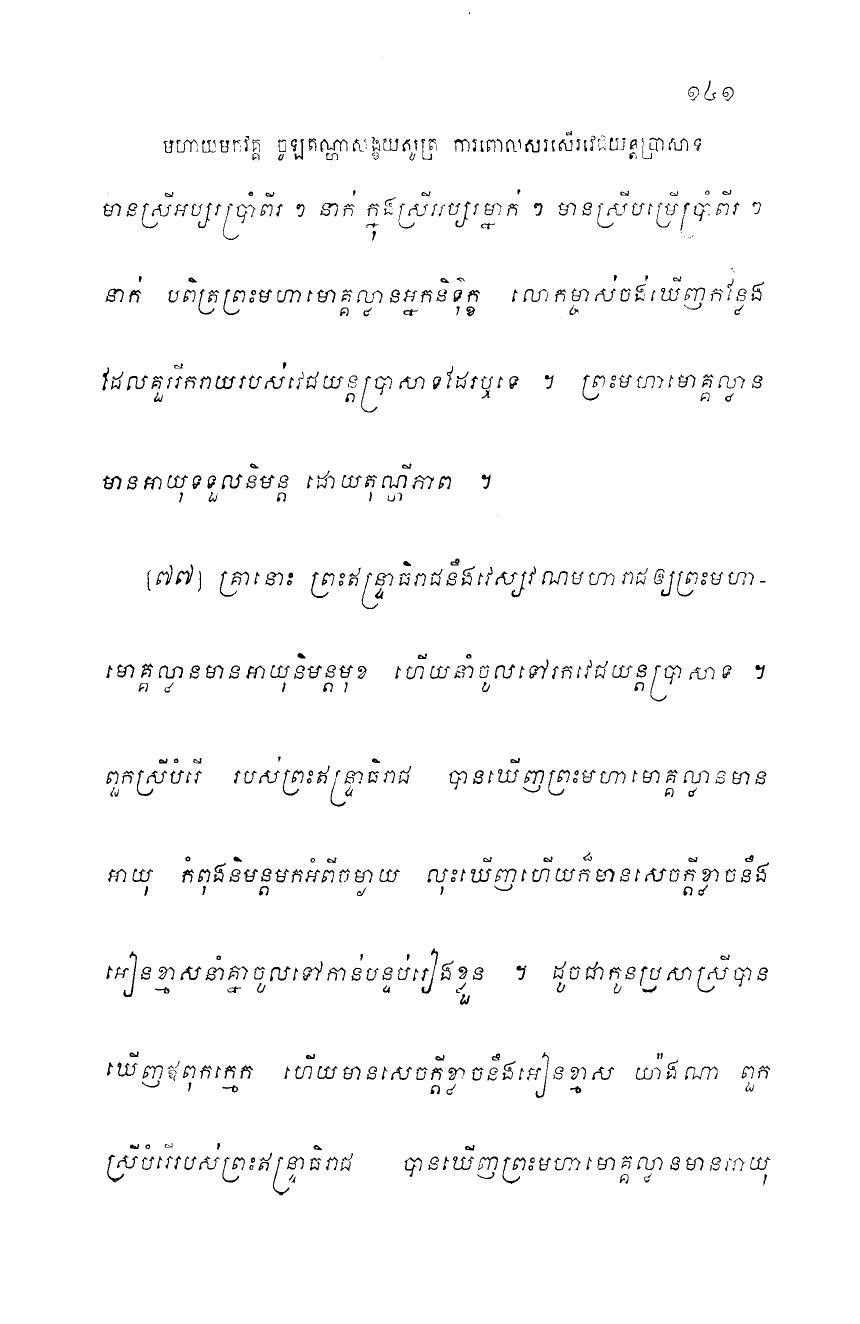 ១៤១
មហាយមកវគ្គ ចូឡតណ្ហាសង្ខយសូត្រ ការពោលសរសើរវេជយន្តប្រាសាទ
មានស្រីអប្សរប្រាំពីរ ៗ នាក់ ក្នុងស្រីអប្សរម្នាក់ ៗ មានស្រីបម្រើប្រាំពីរ ៗ
នាក់ បពិត្រព្រះមហាមោគ្គល្លានអ្នកនិទ៌ុក្ខ លោកម្ចាស់ចង់ឃើញកន្លែង
ដែលគួររីករាយរបស់វេជយន្តប្រាសាទដែរឬទេ ។ ព្រះមហាមោគ្គល្លាន
មានអាយុទទួលនិមន្ត ដោយតុណ្ហីភាព ។
[៧៧] គ្រានោះ ព្រះឥន្ទ្រាធិរាជនឹងវេស្សវណមហារាជឲ្យព្រះមហា-
មោគ្គល្លានមានអាយុនិមន្តមុខ ហើយនាំចូលទៅរកវេជយន្តប្រាសាទ ។
ពួកស្រីបំរើ របស់ព្រះឥន្ទ្រាធិរាជ បានឃើញព្រះមហាមោគ្គល្លានមាន
អាយុ កំពុងនិមន្តមកអំពីចម្ងាយ លុះឃើញហើយក៏មានសេចក្តីខ្លាចនឹង
អៀនខ្មាសនាំគ្នាចូលទៅកាន់បន្ទប់រៀងខ្លួន ។ ដូចជាកូនប្រសាស្រីបាន
ឃើញឪពុកក្មេក ហើយមានសេចក្តីខ្លាចនឹងអៀនខ្មាស យ៉ាងណា ពួក
ស្រីបំរើរបស់ព្រះឥន្ទ្រាធិរាជ បានឃើញព្រះមហាមោគ្គល្លានមានអាយុ